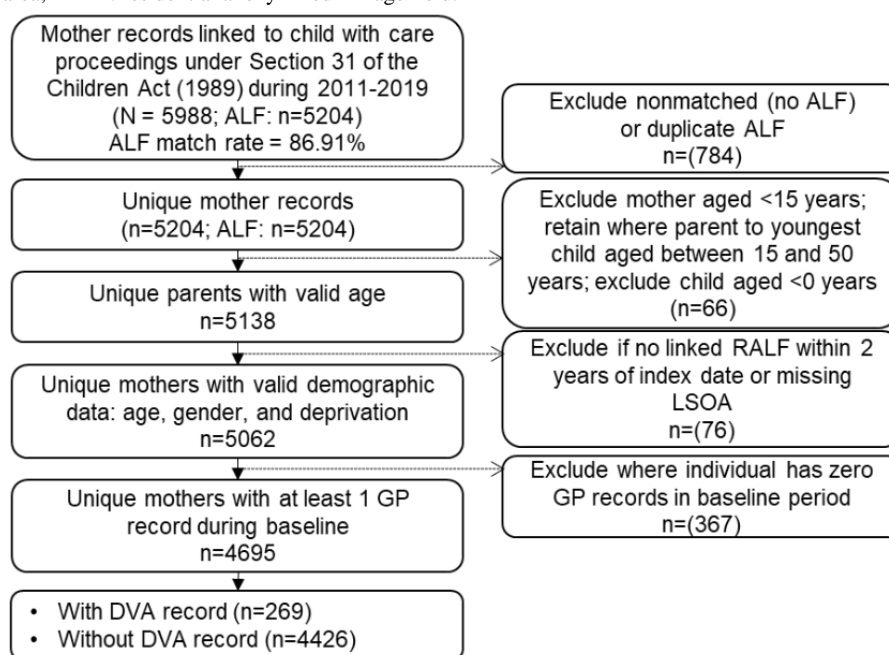 Mother records linked to child with care
proceedings under Section 31 of the
Children Act (1989) during 2011-2019
(N = 5988; ALF: n=5204)
ALF match rate = 86.91%
Exclude nonmatched (no ALF)
or duplicate ALF
n=(784)
Unique mother records
(n=5204; ALF: n=5204)
Exclude mother aged <15 years;
retain where parent to youngest
child aged between 15 and 50
years; exclude child aged <0 years
(n=66)
Unique parents with valid age
n=5138
Exclude if no linked RALF within 2
years of index date or missing
LSOA
n=(76)
Unique mothers with valid demographic
data: age, gender, and deprivation
n=5062
Exclude where individual has zero
GP records in baseline period
n=(367)
Unique mothers with at least 1 GP
record during baseline
n=4695
• With DVA record (n=269)
• Without DVA record (n=4426)